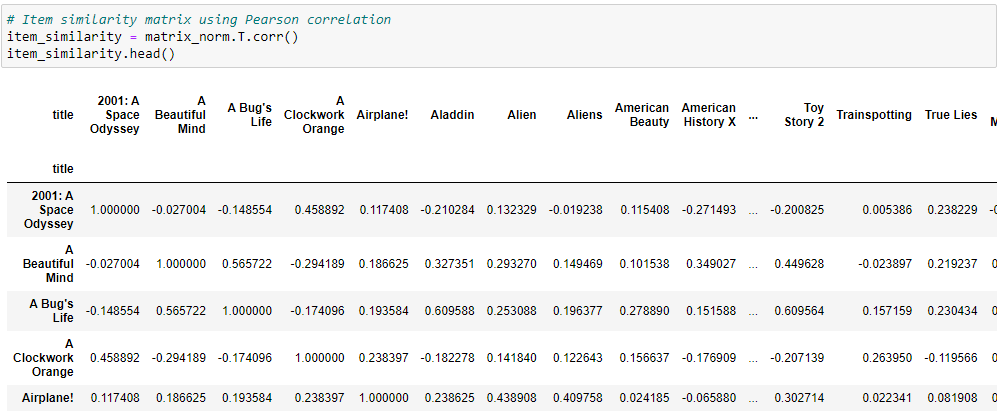 # Item similarity matrix using Pearson correlation
item_similarity = matrix_norm.T.corr()
item_similarity.head()
title 2001: A Space Odyssey A Beautiful Mind A Bug's Life A Clockwork Orange Airplane! Aladdin Alien Aliens American Beauty American History X ... Toy Story 2 Trainspotting True Lies
title
2001: A Space Odyssey 1.000000 -0.027004 -0.148554 0.458892 0.117408 -0.210284 0.132329 -0.019238 0.115408 -0.271493 ... -0.200825 0.005386 0.238229
A Beautiful Mind -0.027004 1.000000 0.565722 -0.294189 0.186625 0.327351 0.293270 0.149469 0.101538 0.349027 ... 0.449628 -0.023897 0.219237
A Bug's Life -0.148554 0.565722 1.000000 -0.174096 0.193584 0.609588 0.253088 0.196377 0.278890 0.151588 ... 0.609564 0.157159 0.230434
A Clockwork Orange 0.458892 -0.294189 -0.174096 1.000000 0.238397 -0.182278 0.141840 0.122643 0.156637 -0.176909 ... -0.207139 0.263950 -0.119566
Airplane! 0.117408 0.186625 0.193584 0.238397 1.000000 0.238625 0.438908 0.409758 0.024185 -0.065880 ... 0.302714 0.022341 0.081908